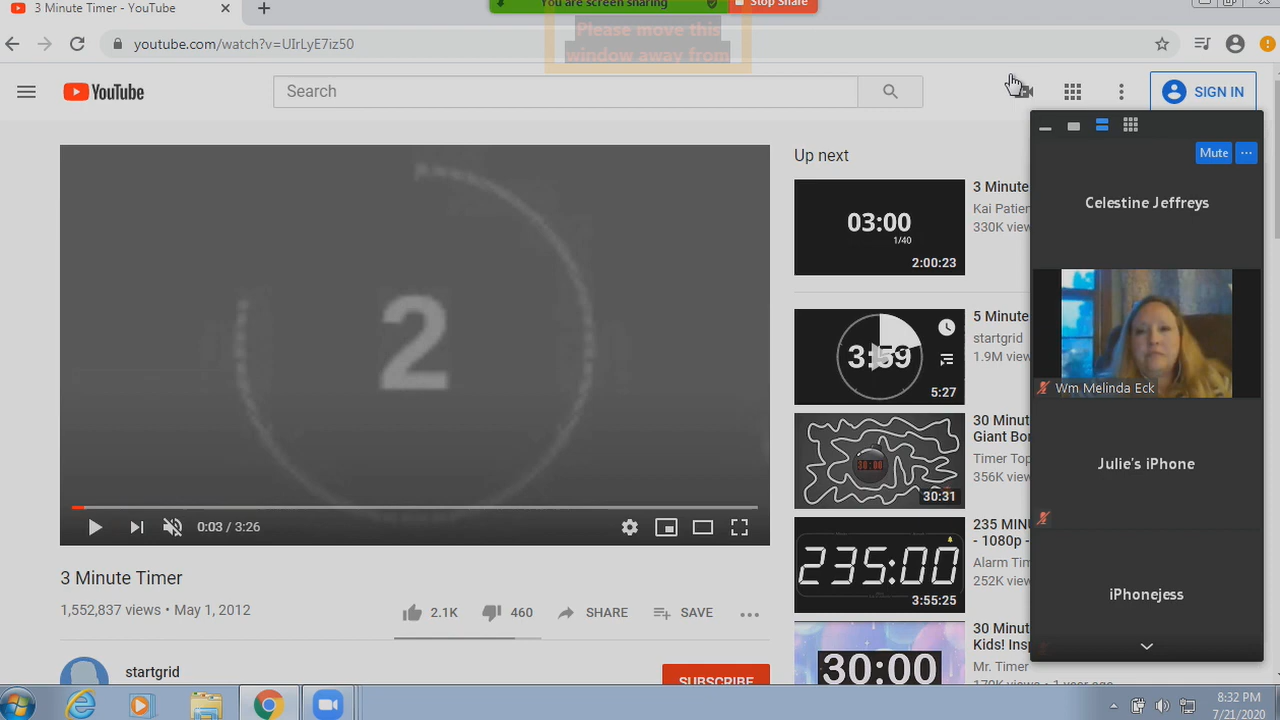 3 Minute Timer - YouTube
You are screen sharing
Stop Share
Please move this
window away from
youtube.com/watch?v=UIrLyE7iz50
YouTube
Search
SIGN IN
Mute
Celestine Jeffreys
Wm Melinda Eck
Julie's iPhone
iPhonejess
2
0:03 / 3:26
3 Minute Timer
1,552,837 views • May 1, 2012
2.1K
460
SHARE
SAVE
startgrid
SUBSCRIBE
Up next
03:00
1/40
2:00:23
3 Minute
Kai Patien
330K view
3:59
5:27
5 Minute
startgrid
1.9M view
30:00
30:31
30 Minut
Giant Bor
Timer Top
356K view
235:00
3:55:25
235 MINU
- 1080p -
Alarm Tim
252K view
30:00
30 Minut
Kids! Insp
Mr. Timer
8:32 PM
7/21/2020